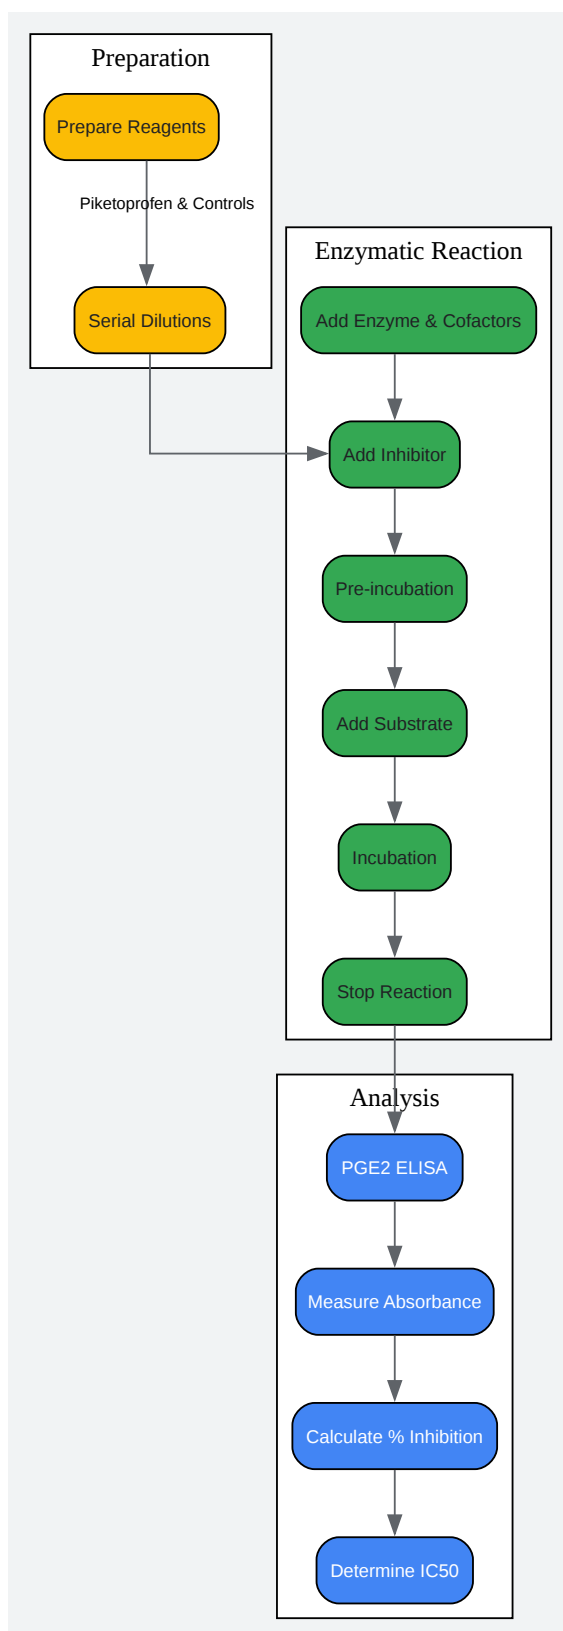 Preparation
Prepare Reagents
Piketoprofen & Controls
Serial Dilutions
Enzymatic Reaction
Add Enzyme & Cofactors
Add Inhibitor
Pre-incubation
Add Substrate
Incubation
Stop Reaction
Analysis
PGE2 ELISA
Measure Absorbance
Calculate % Inhibition
Determine IC50